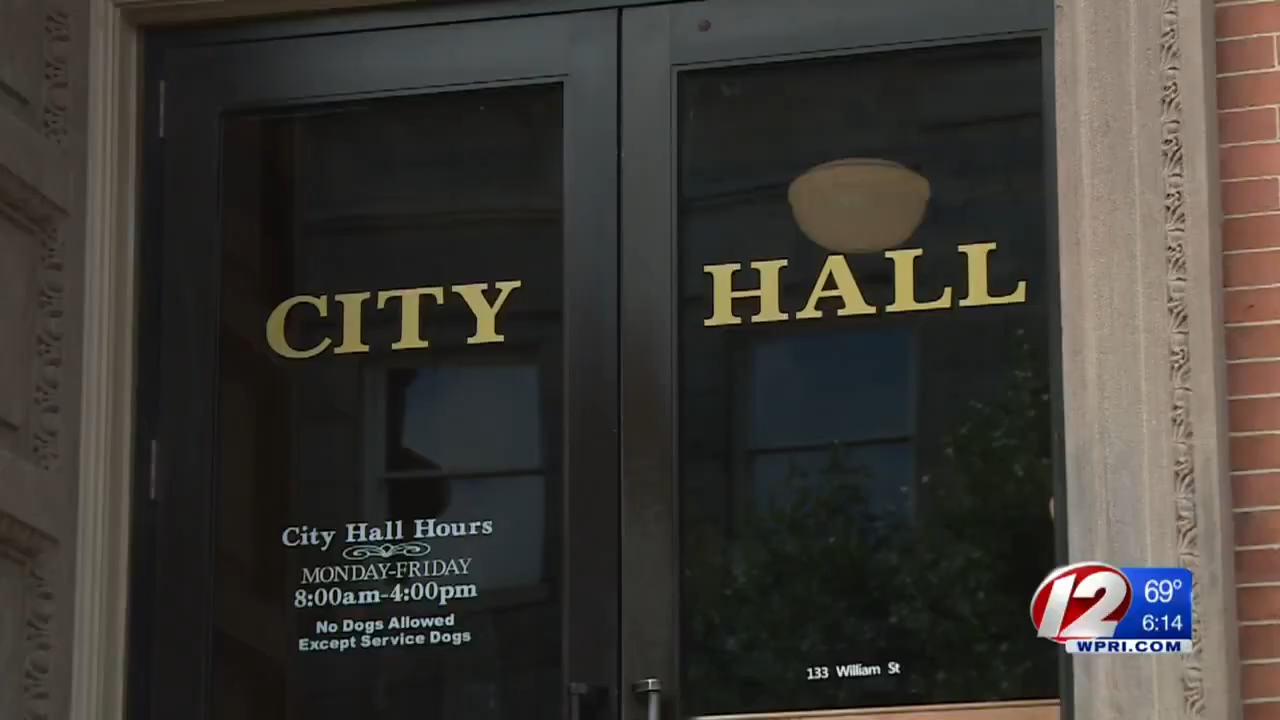 CITY HALL
City Hall Hours
MONDAY-FRIDAY
8:00am-4:00pm
No Dogs Allowed
Except Service Dogs
133 William St
12
69°
6:14
WPRI.COM